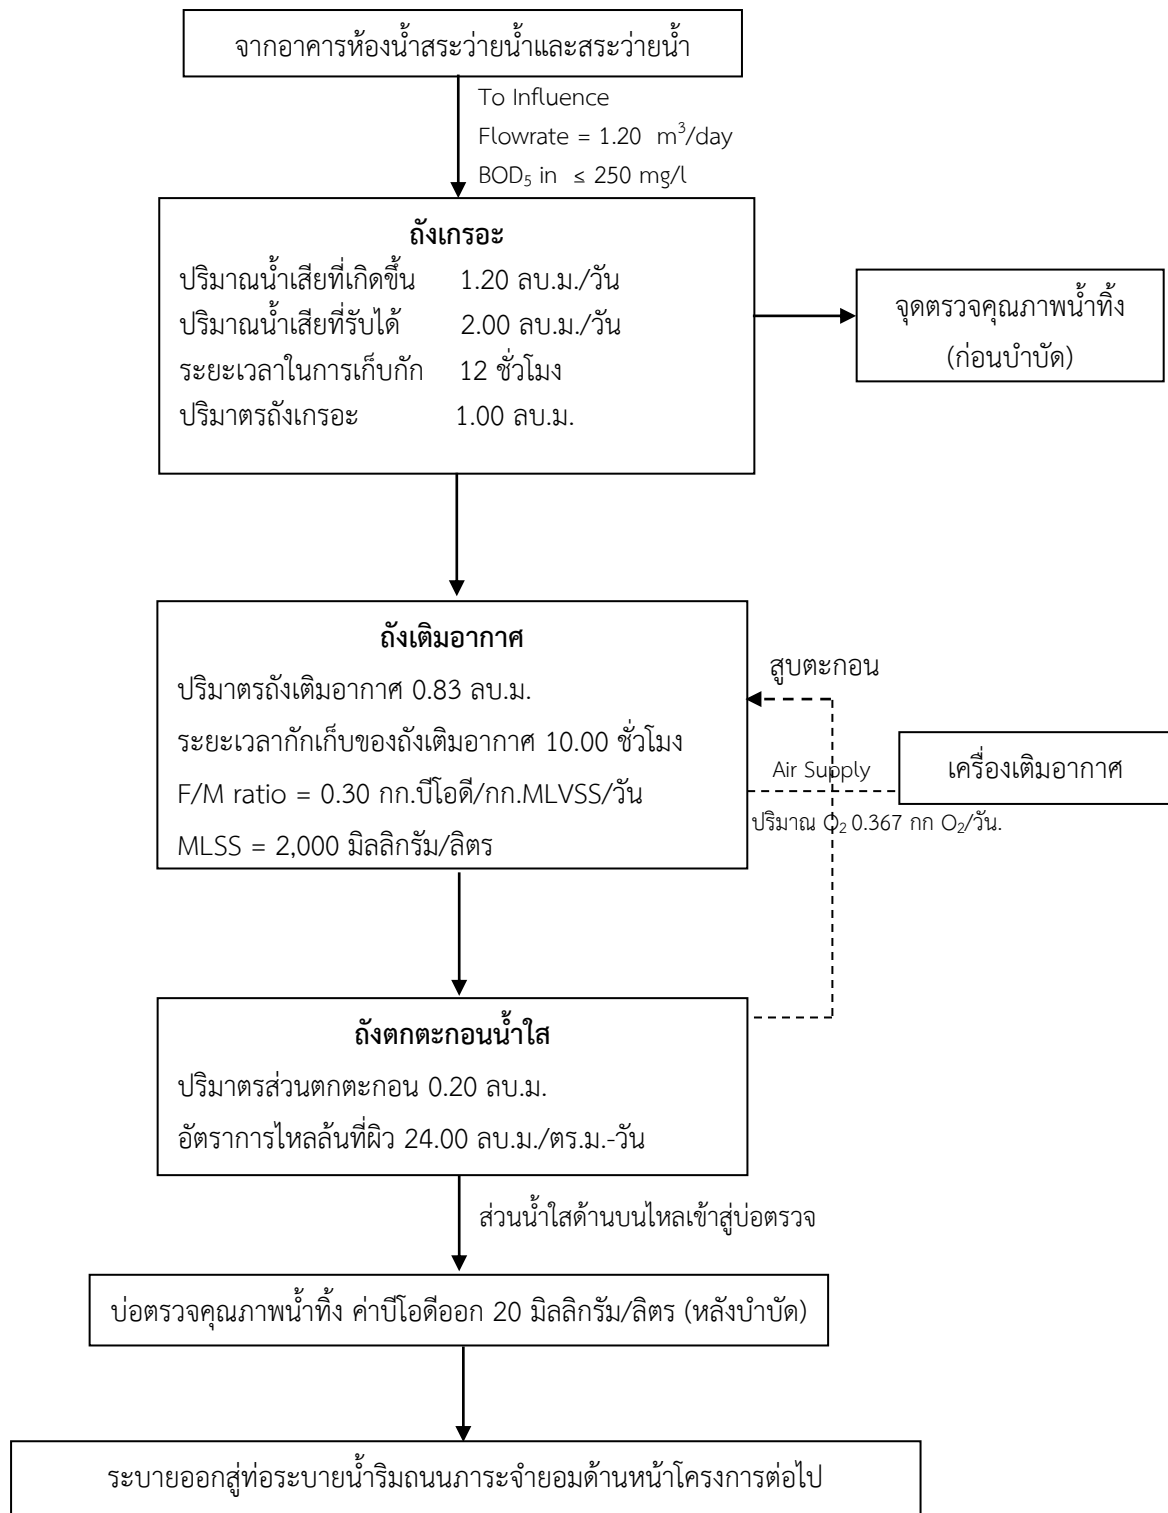 จากอาคารห้องน้ำสระว่ายน้ำและสระว่ายน้ำ
To Influence
Flowrate = 1.20 m³/day
BOD₅ in ≤ 250 mg/l
ถังเกรอะ
ปริมาณน้ำเสียที่เกิดขึ้น 1.20 ลบ.ม./วัน
ปริมาณน้ำเสียที่รับได้ 2.00 ลบ.ม./วัน
ระยะเวลาในการเก็บกัก 12 ชั่วโมง
ปริมาตรถังเกรอะ 1.00 ลบ.ม.
จุดตรวจคุณภาพน้ำทิ้ง
(ก่อนบำบัด)
ถังเติมอากาศ
ปริมาตรถังเติมอากาศ 0.83 ลบ.ม.
ระยะเวลากักเก็บของถังเติมอากาศ 10.00 ชั่วโมง
F/M ratio = 0.30 กก.บีโอดี/กก.MLVSS/วัน
MLSS = 2,000 มิลลิกรัม/ลิตร
สูบตะกอน
Air Supply
ปริมาณ O₂ 0.367 กก O₂/วัน.
เครื่องเติมอากาศ
ถังตกตะกอนน้ำใส
ปริมาตรส่วนตกตะกอน 0.20 ลบ.ม.
อัตราการไหลล้นที่ผิว 24.00 ลบ.ม./ตร.ม.-วัน
ส่วนน้ำใสด้านบนไหลเข้าสู่บ่อตรวจ
บ่อตรวจคุณภาพน้ำทิ้ง ค่าบีโอดีออก 20 มิลลิกรัม/ลิตร (หลังบำบัด)
ระบายออกสู่ท่อระบายน้ำริมถนนภาระจำยอมด้านหน้าโครงการต่อไป